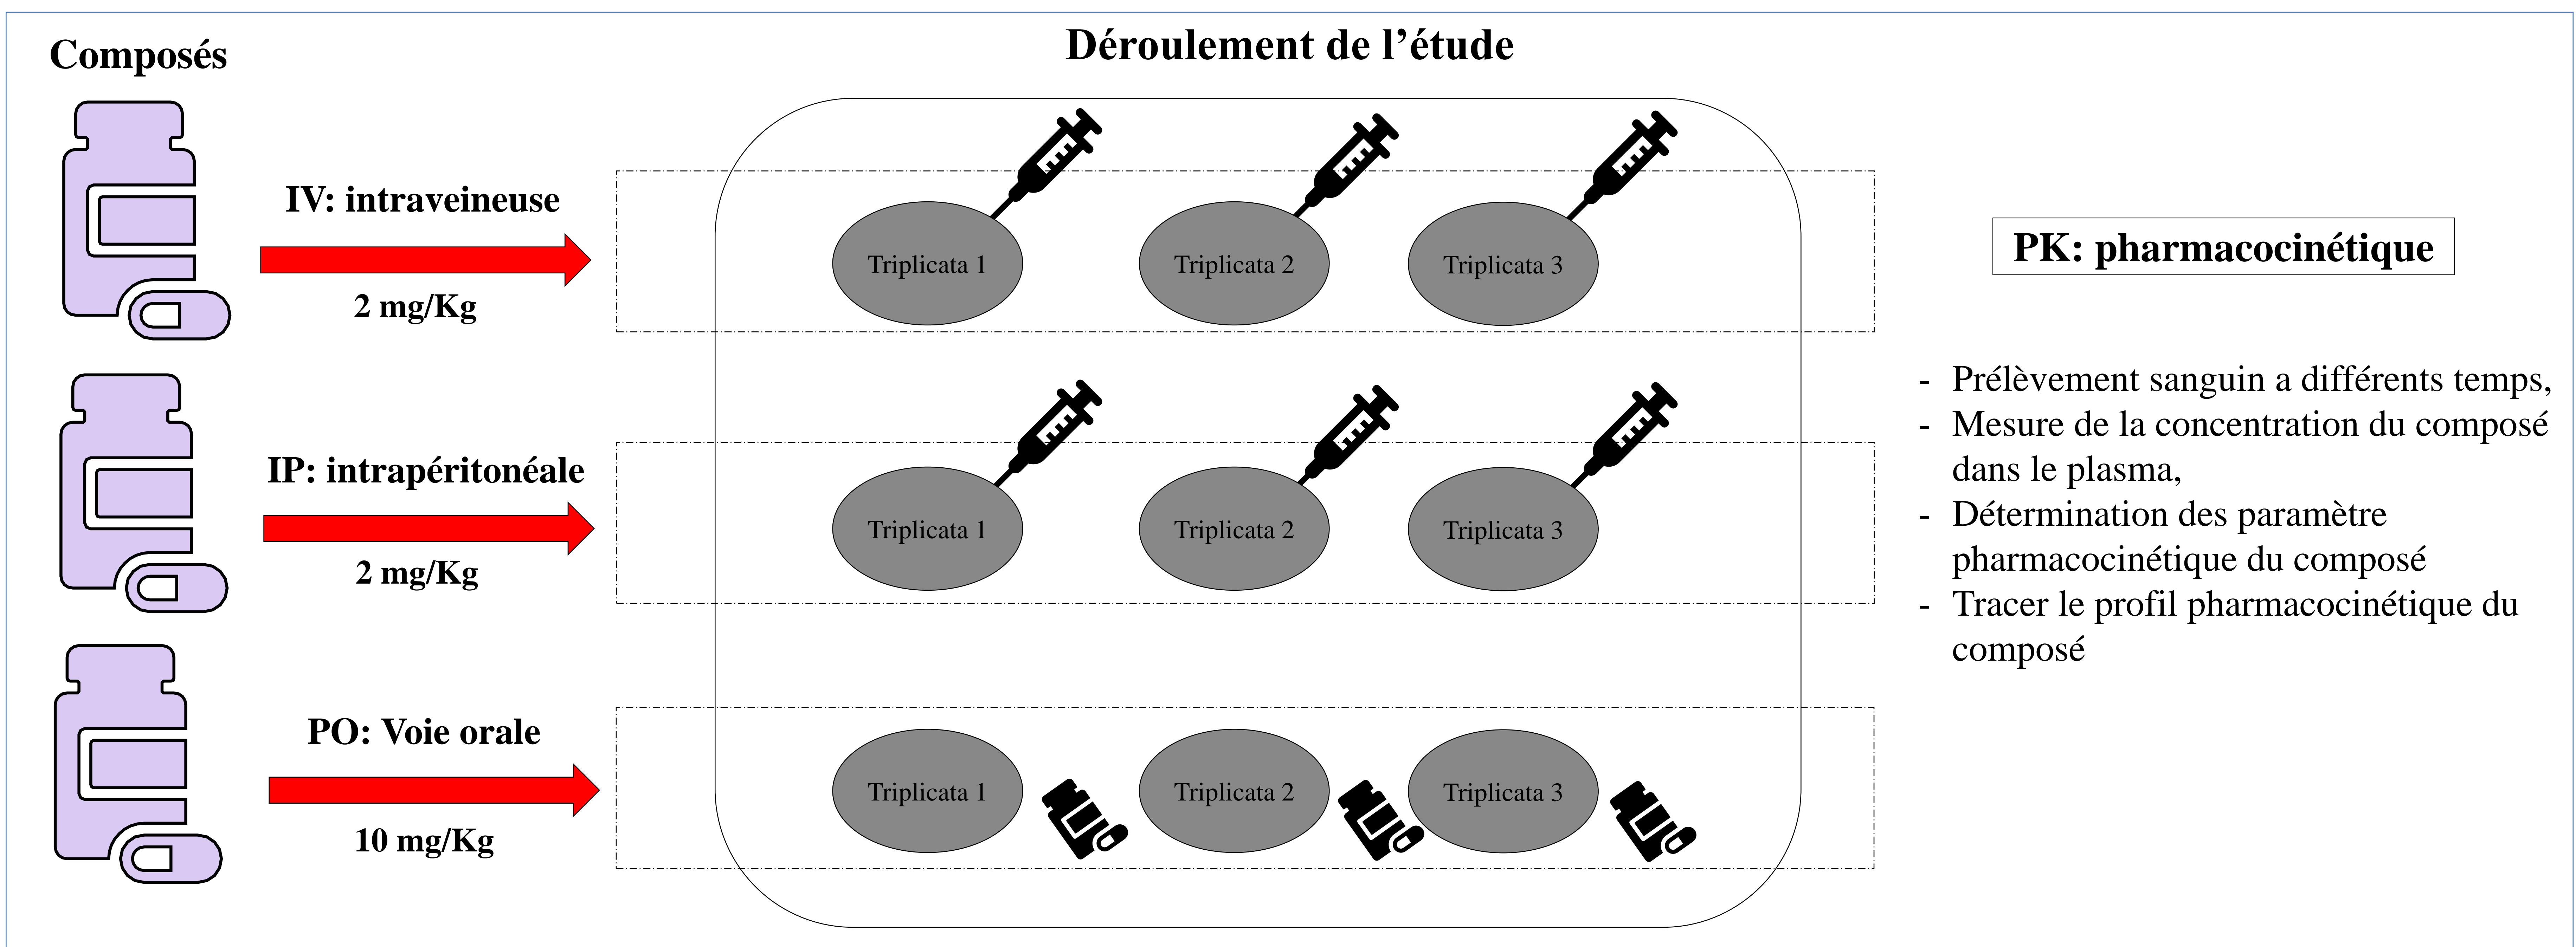 Composés
Déroulement de l’étude
IV: intraveineuse
2 mg/Kg
Triplicata 1
Triplicata 2
Triplicata 3
IP: intrapéritonéale
2 mg/Kg
Triplicata 1
Triplicata 2
Triplicata 3
PO: Voie orale
10 mg/Kg
Triplicata 1
Triplicata 2
Triplicata 3
PK: pharmacocinétique
- Prélèvement sanguin a différents temps,
- Mesure de la concentration du composé
dans le plasma,
- Détermination des paramètre
pharmacocinétique du composé
- Tracer le profil pharmacocinétique du
composé